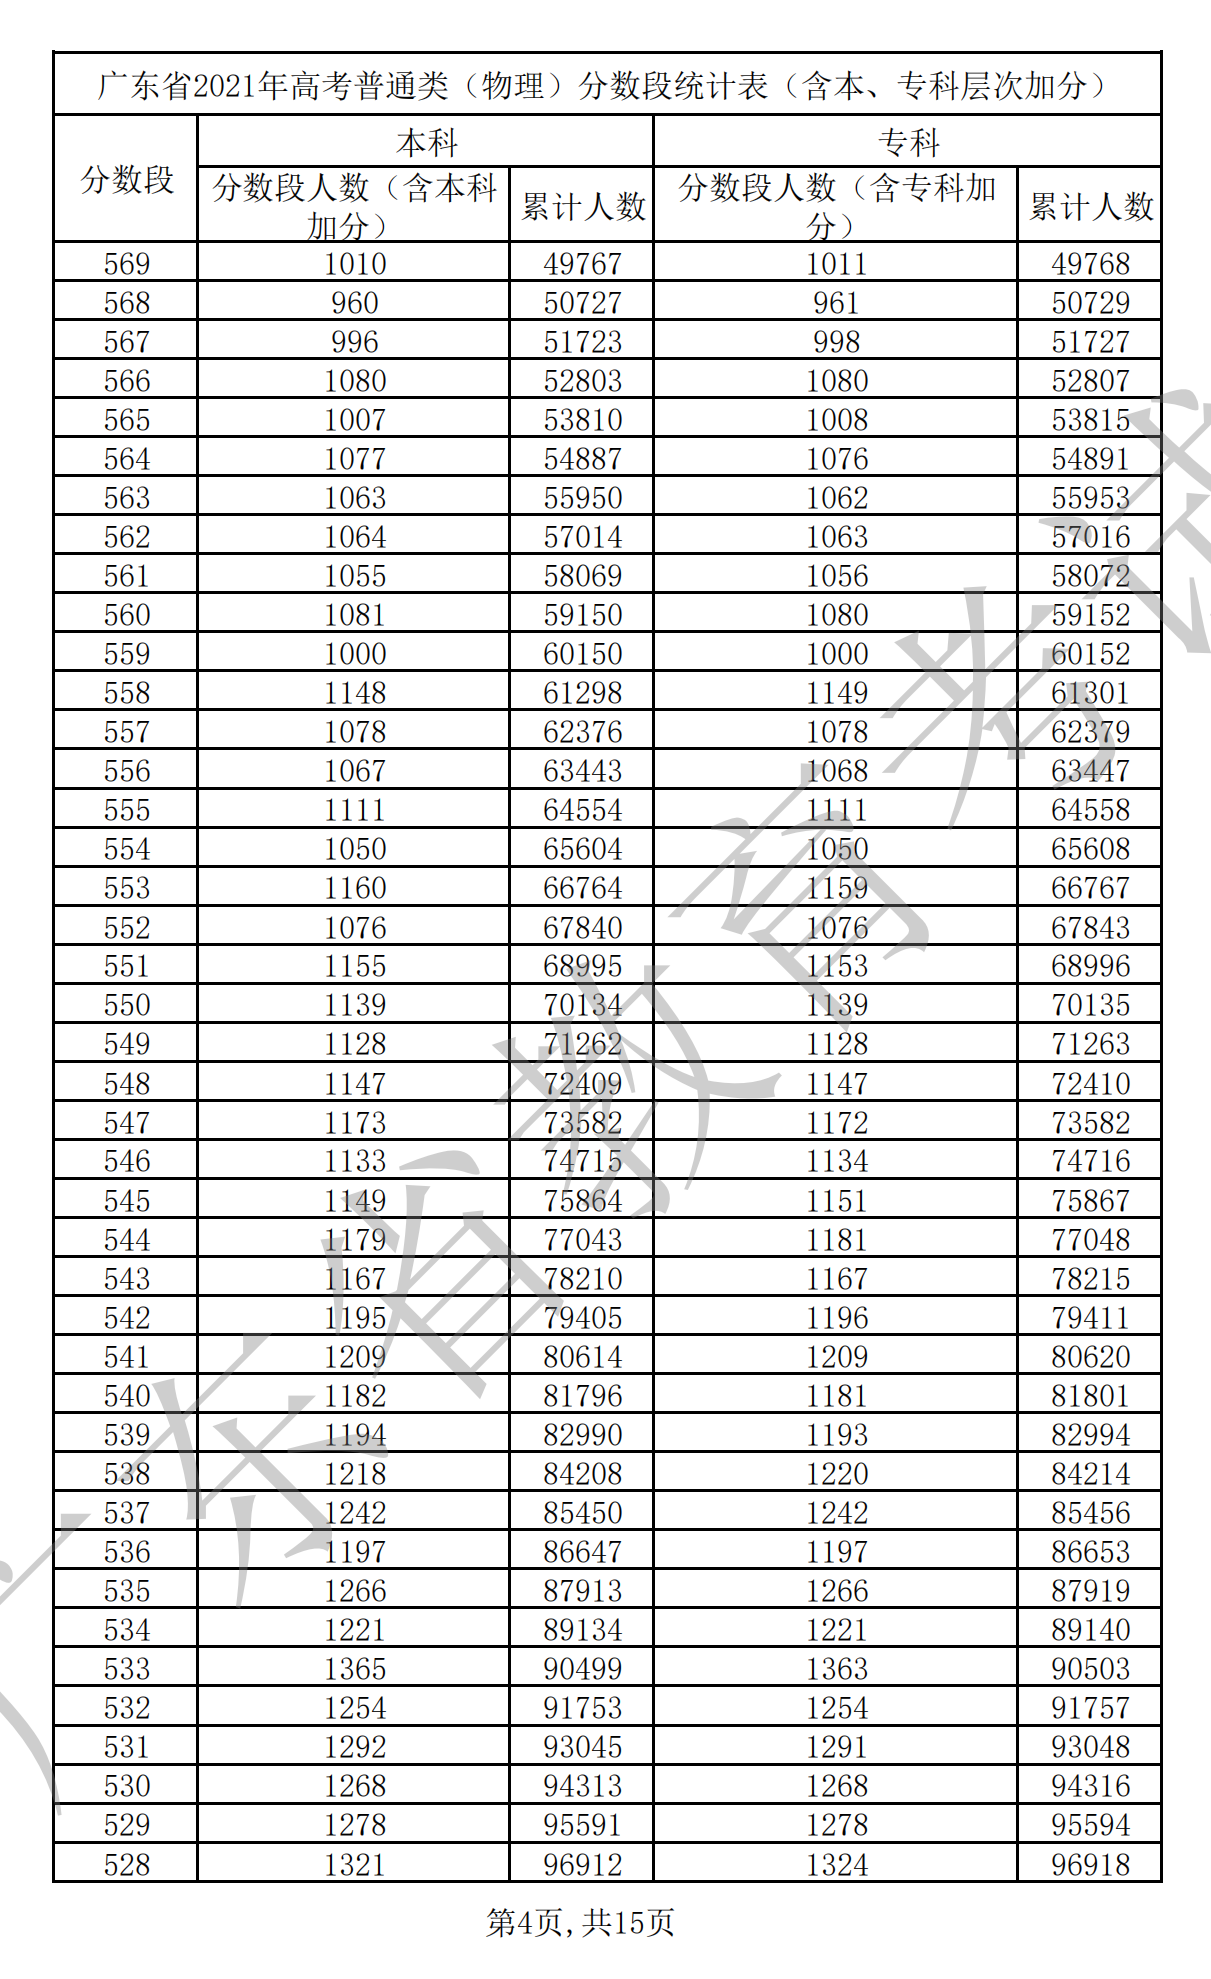 广东省2021年高考普通类（物理）分数段统计表（含本、专科层次加分）
分数段 本科 专科
分数段人数（含本科加分） 累计人数 分数段人数（含专科加分） 累计人数
569 1010 49767 1011 49768
568 960 50727 961 50729
567 996 51723 998 51727
566 1080 52803 1080 52807
565 1007 53810 1008 53815
564 1077 54887 1076 54891
563 1063 55950 1062 55953
562 1064 57014 1063 57016
561 1055 58069 1056 58072
560 1081 59150 1080 59152
559 1000 60150 1000 60152
558 1148 61298 1149 61301
557 1078 62376 1078 62379
556 1067 63443 1068 63447
555 1111 64554 1111 64558
554 1050 65604 1050 65608
553 1160 66764 1159 66767
552 1076 67840 1076 67843
551 1155 68995 1153 68996
550 1139 70134 1139 70135
549 1128 71262 1128 71263
548 1147 72409 1147 72410
547 1173 73582 1172 73582
546 1133 74715 1134 74716
545 1149 75864 1151 75867
544 1179 77043 1181 77048
543 1167 78210 1167 78215
542 1195 79405 1196 79411
541 1209 80614 1209 80620
540 1182 81796 1181 81801
539 1194 82990 1193 82994
538 1218 84208 1220 84214
537 1242 85450 1242 85456
536 1197 86647 1197 86653
535 1266 87913 1266 87919
534 1221 89134 1221 89140
533 1365 90499 1363 90503
532 1254 91753 1254 91757
531 1292 93045 1291 93048
530 1268 94313 1268 94316
529 1278 95591 1278 95594
528 1321 96912 1324 96918
第4页,共15页
广东省教育考试